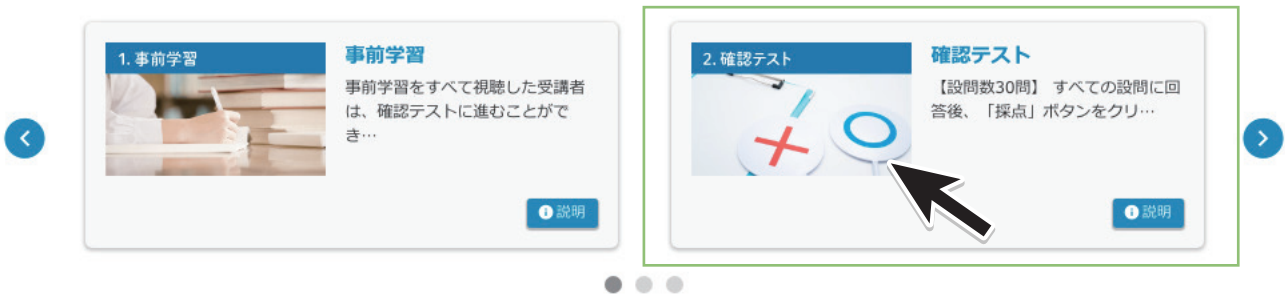 1. 事前学習
事前学習
事前学習をすべて視聴した受講者
は、確認テストに進むことがで
き…
説明
2. 確認テスト
確認テスト
【設問数30問】 すべての設問に回
答後、「採点」ボタンをクリ…
説明